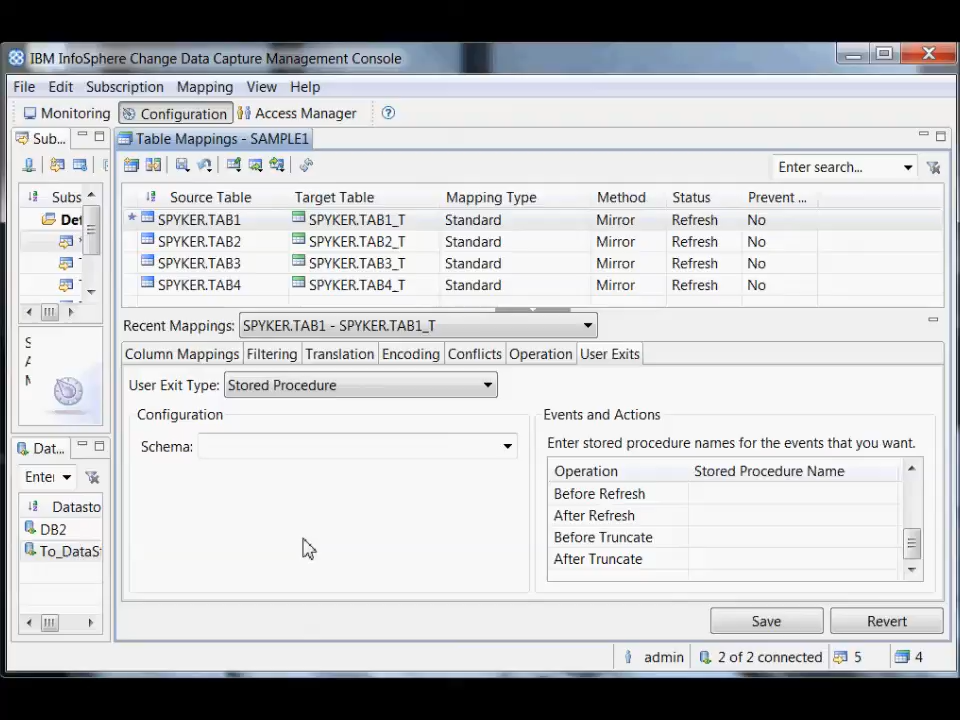 IBM InfoSphere Change Data Capture Management Console
File Edit Subscription Mapping View Help
Monitoring Configuration Access Manager
Sub...
Table Mappings - SAMPLE1
Enter search...
Subs
Source Table Target Table Mapping Type Method Status Prevent ...
SPYKER.TAB1 SPYKER.TAB1_T Standard Mirror Refresh No
SPYKER.TAB2 SPYKER.TAB2_T Standard Mirror Refresh No
SPYKER.TAB3 SPYKER.TAB3_T Standard Mirror Refresh No
SPYKER.TAB4 SPYKER.TAB4_T Standard Mirror Refresh No
Recent Mappings: SPYKER.TAB1 - SPYKER.TAB1_T
Column Mappings Filtering Translation Encoding Conflicts Operation User Exits
User Exit Type: Stored Procedure
Configuration
Schema:
Events and Actions
Enter stored procedure names for the events that you want.
Operation Stored Procedure Name
Before Refresh
After Refresh
Before Truncate
After Truncate
Dat...
Datasto
DB2
To_DataS
Save Revert
admin 2 of 2 connected 5 4